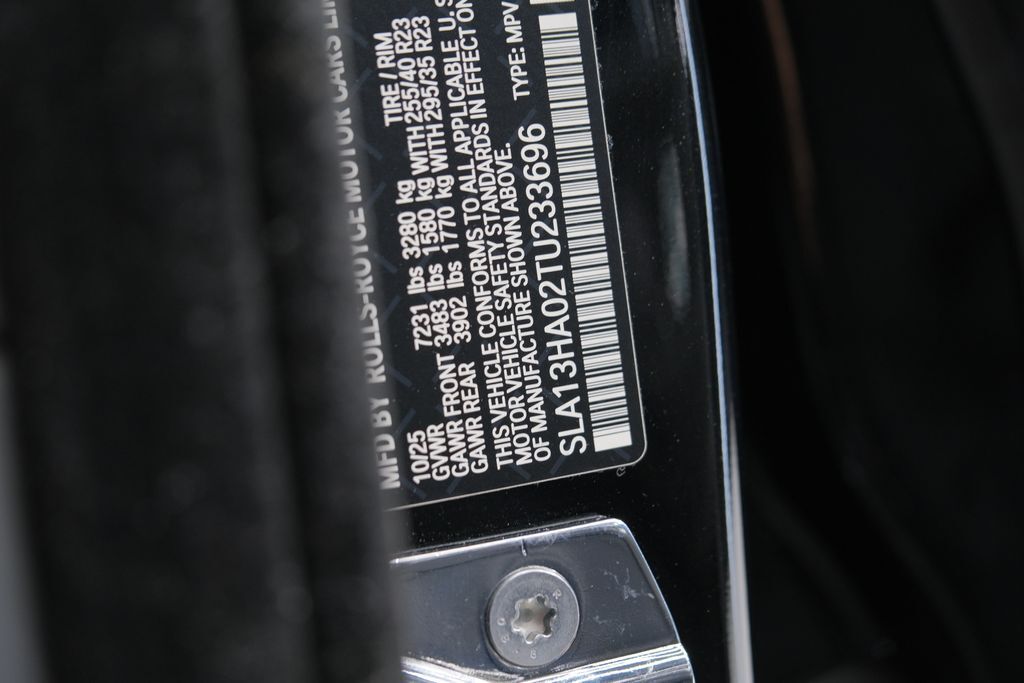 MFD BY ROLLS-ROYCE MOTOR CARS
10/25 TIRE / RIM
GVWR 7231 lbs 3280 kg
GAWR FRONT 3483 lbs 1580 kg WITH 255/40 R23
GAWR REAR 3902 lbs 1770 kg WITH 295/35 R23
THIS VEHICLE CONFORMS TO ALL APPLICABLE U.S
MOTOR VEHICLE SAFETY STANDARDS IN EFFECT ON
OF MANUFACTURE SHOWN ABOVE.
SLA13HA02TU233696 TYPE: MPV